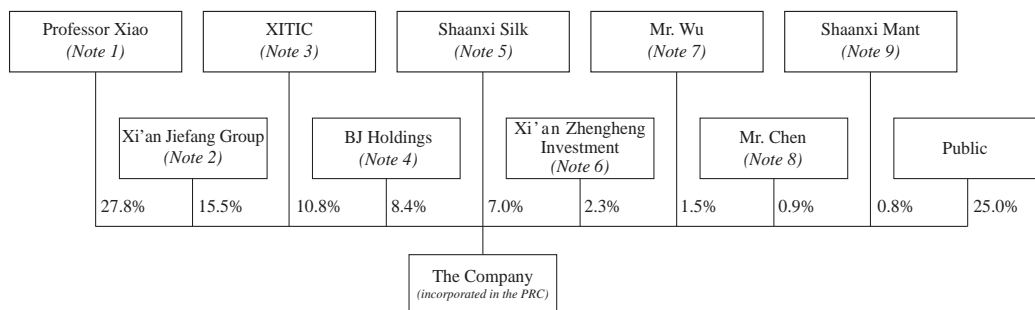 Professor Xiao
(Note 1)
XITIC
(Note 3)
Shaanxi Silk
(Note 5)
Mr. Wu
(Note 7)
Shaanxi Mant
(Note 9)
Xi'an Jiefang Group
(Note 2)
BJ Holdings
(Note 4)
Xi'an Zhengheng
Investment
(Note 6)
Mr. Chen
(Note 8)
Public
27.8%
15.5%
10.8%
8.4%
7.0%
2.3%
1.5%
0.9%
0.8%
25.0%
The Company
(incorporated in the PRC)